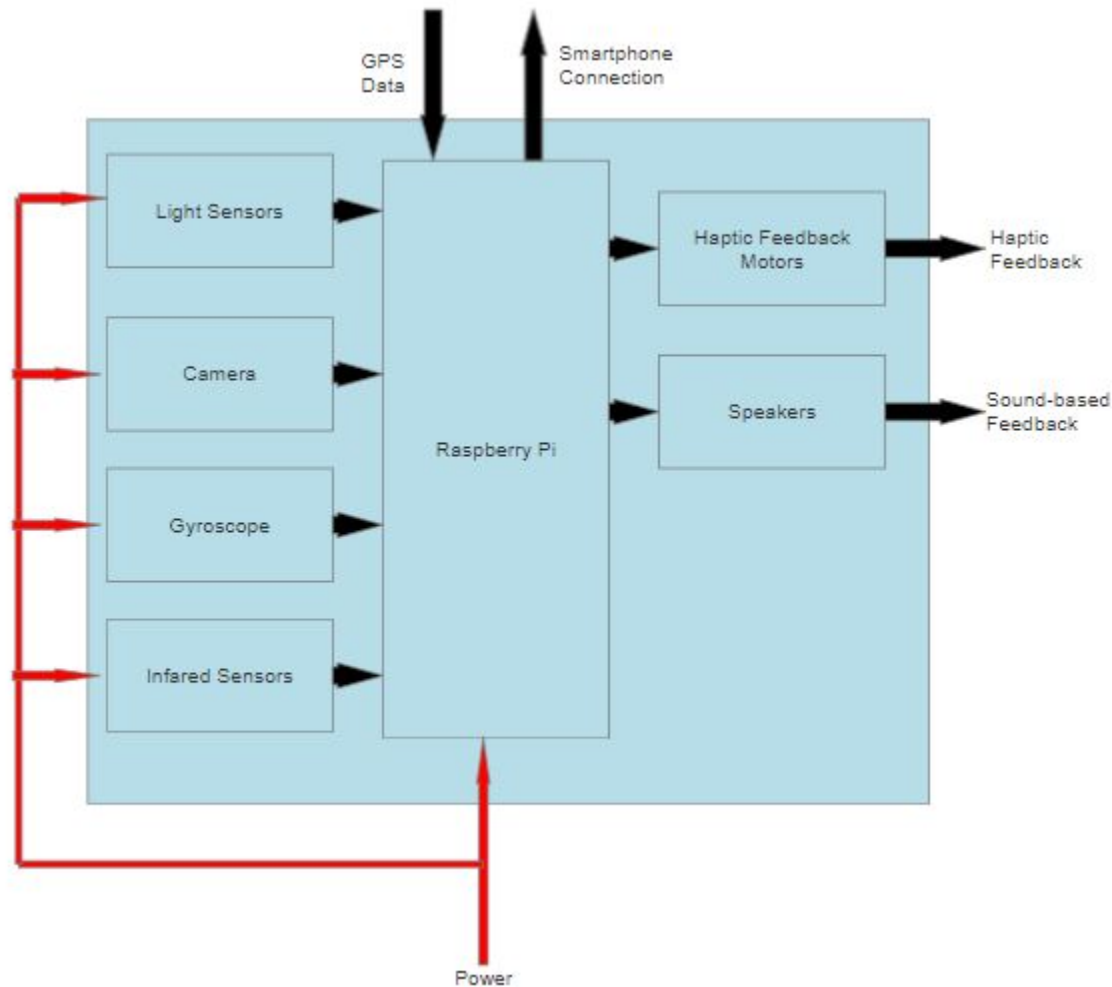 GPS
Data
Smartphone
Connection
Light Sensors
Camera
Gyroscope
Infared Sensors
Raspberry Pi
Haptic Feedback
Motors
Speakers
Haptic
Feedback
Sound-based
Feedback
Power